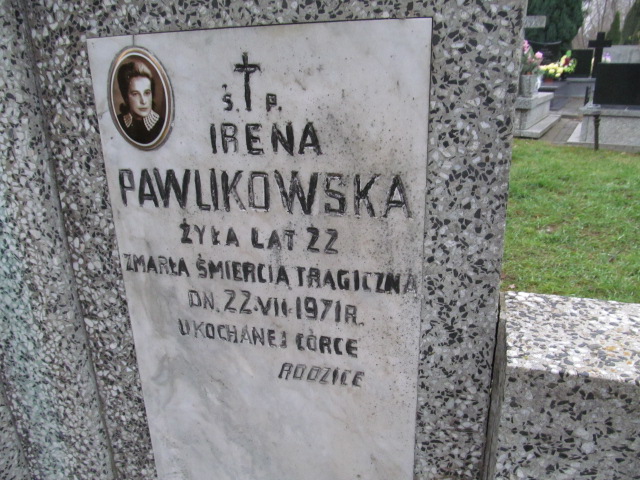 Ś. P.
IRENA
PAWLIKOWSKA
ŻYŁA LAT 22
ZMARŁA ŚMIERCIĄ TRAGICZNĄ
DN. 22.VII.1971R.
UKOCHANEJ CÓRCE
RODZICE